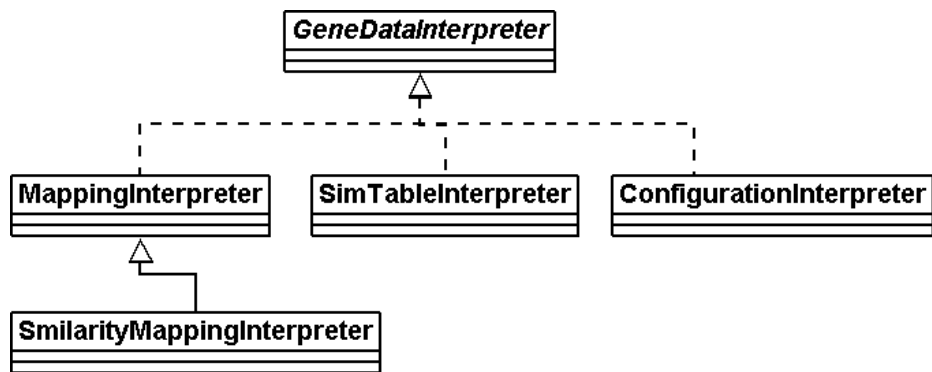 GeneDataInterpreter
MappingInterpreter
SimTableInterpreter
ConfigurationInterpreter
SmilarityMappingInterpreter